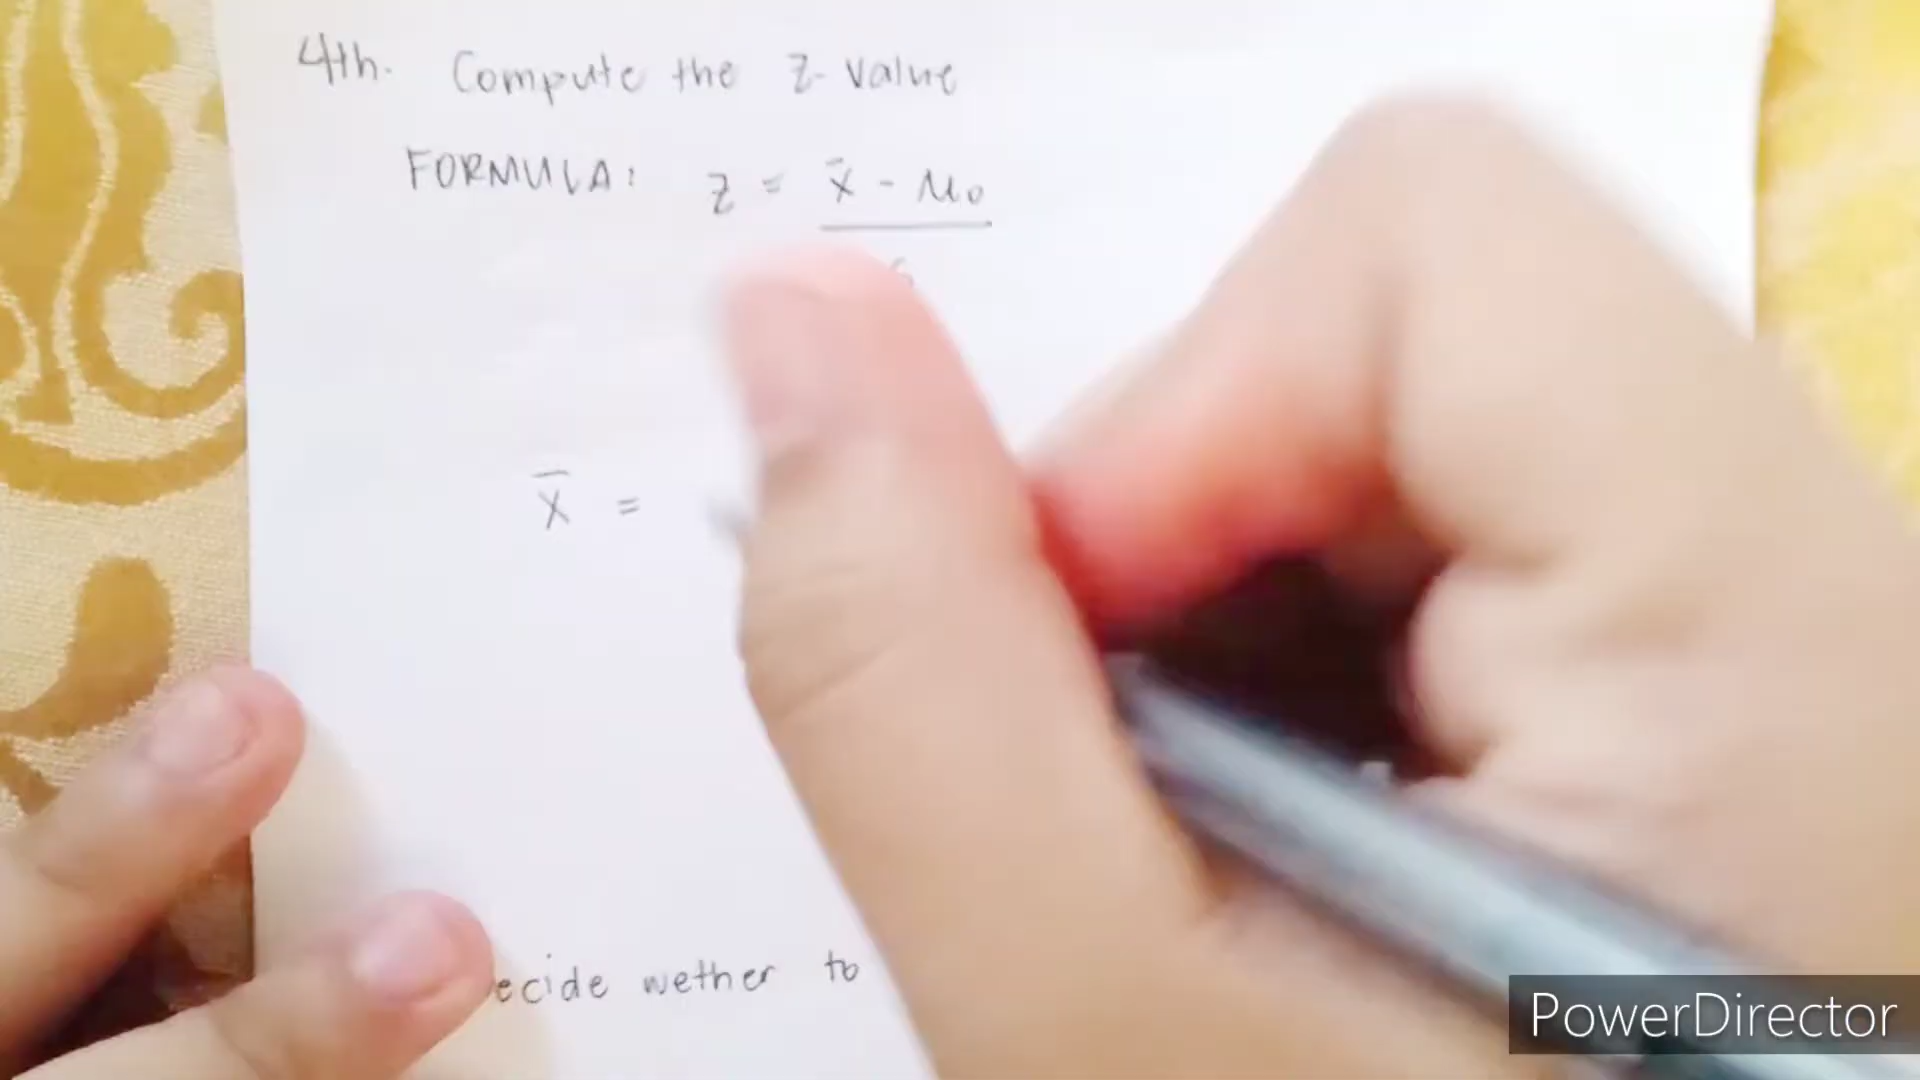 4th. Compute the z-value
FORMULA: z = x̄ - μ₀
x̄ =
ecide wether to
PowerDirector